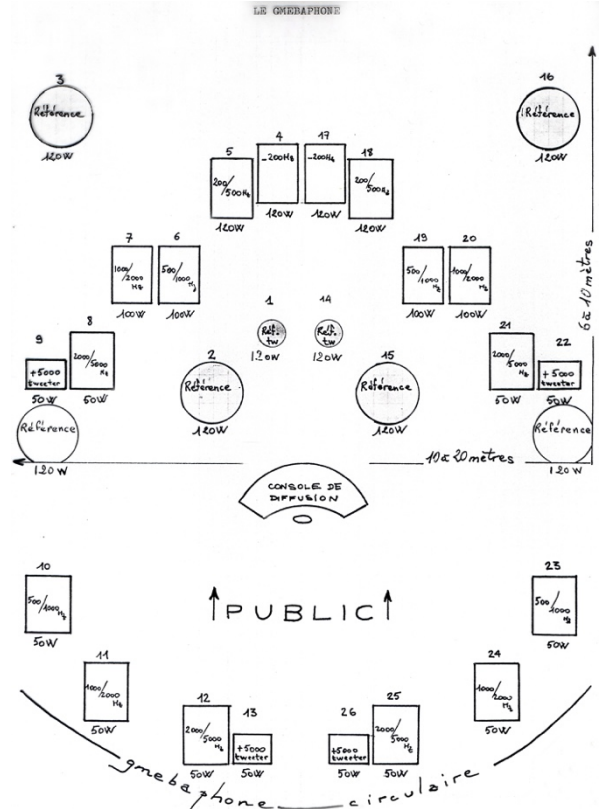 LE GMEBAPHONE
3
Référence
120W
16
Référence
120W
4
-200Hz
120W
17
-200Hz
120W
5
200/500Hz
120W
18
200/500Hz
120W
7
1000/2000 Hz
100W
6
500/1000 Hz
100W
19
500/1000 Hz
100W
20
1000/2000 Hz
100W
6 à 10 mètres
1
Réf. tw
120W
14
Réf. tw
120W
9
+5000 tweeter
50W
8
2000/5000 Hz
50W
21
2000/5000 Hz
50W
22
+5000 tweeter
50W
2
Référence
120W
15
Référence
120W
Référence
120W
Référence
120W
10 à 20 mètres
CONSOLE DE
DIFFUSION
10
500/1000 Hz
50W
23
500/1000 Hz
50W
PUBLIC
11
1000/2000 Hz
50W
24
1000/2000 Hz
50W
12
2000/5000 Hz
50W
13
+5000 tweeter
50W
26
+5000 tweeter
50W
25
2000/5000 Hz
50W
gmebaphone circulaire